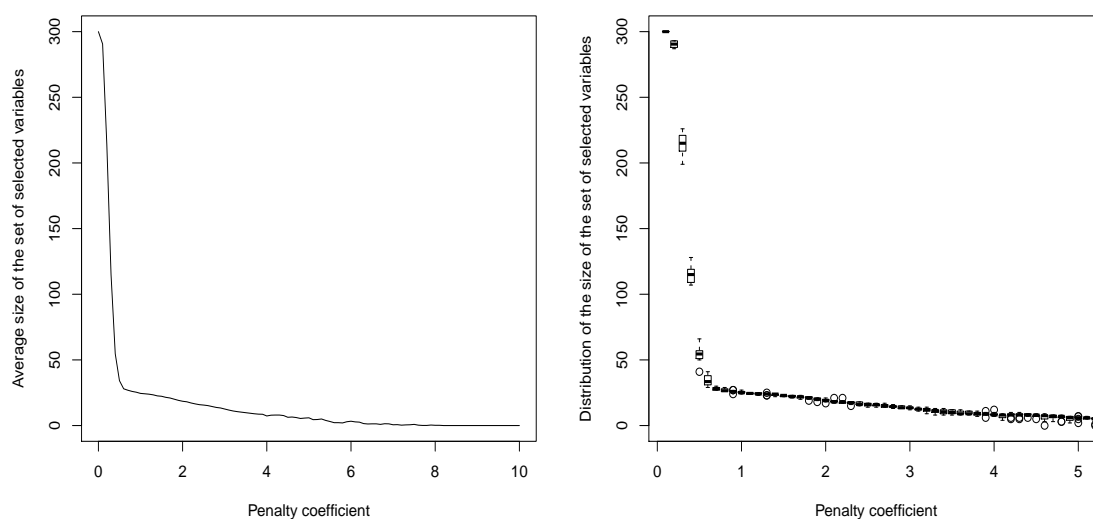 Average size of the set of selected variables
300
250
200
150
100
50
0
0 2 4 6 8 10
Penalty coefficient
Distribution of the size of the set of selected variables
300
250
200
150
100
50
0
0 1 2 3 4 5
Penalty coefficient